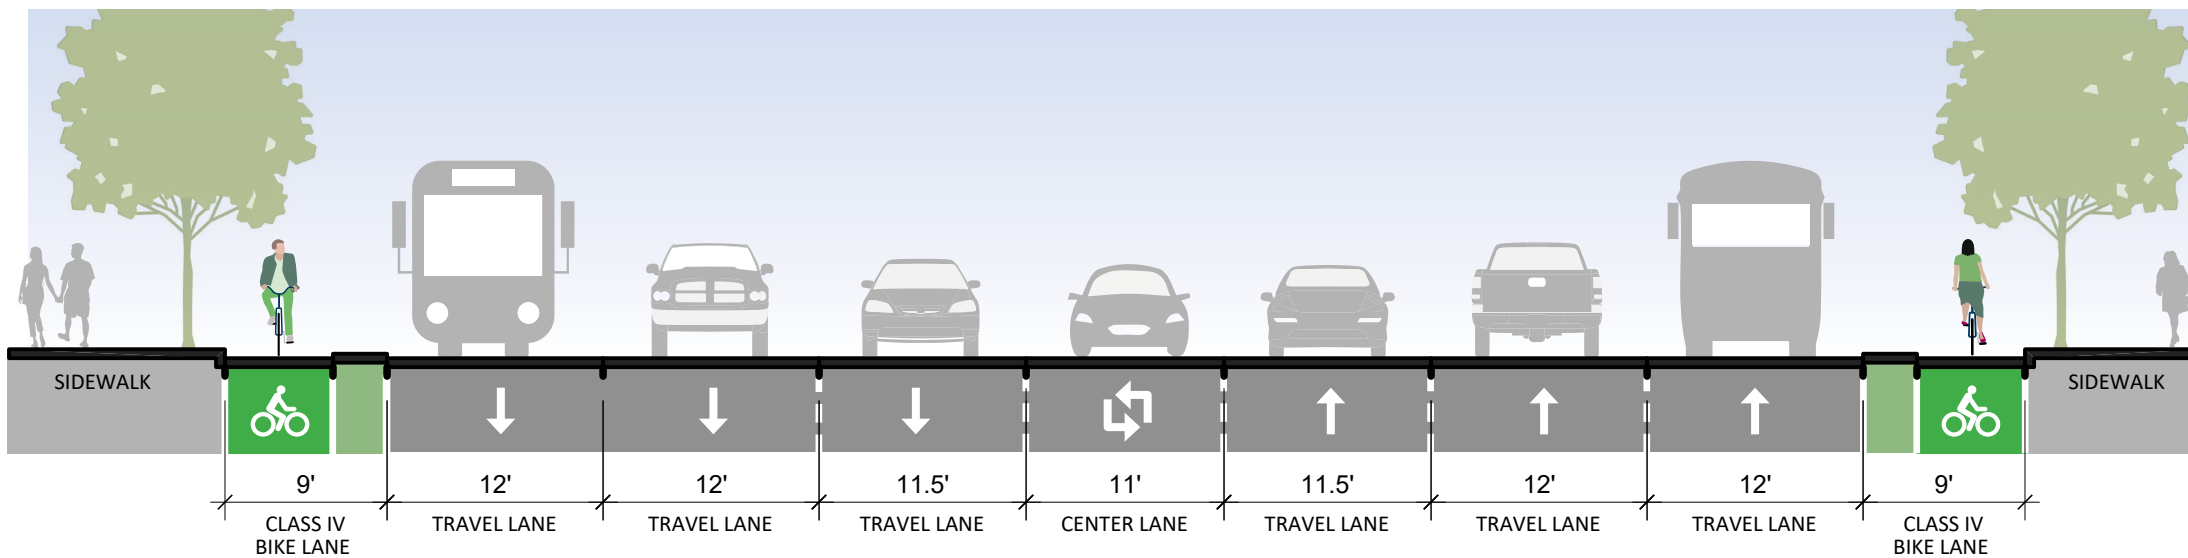 SIDEWALK
SIDEWALK
9' 12' 12' 11.5' 11' 11.5' 12' 12' 9'
CLASS IV TRAVEL LANE TRAVEL LANE TRAVEL LANE CENTER LANE TRAVEL LANE TRAVEL LANE TRAVEL LANE CLASS IV
BIKE LANE BIKE LANE